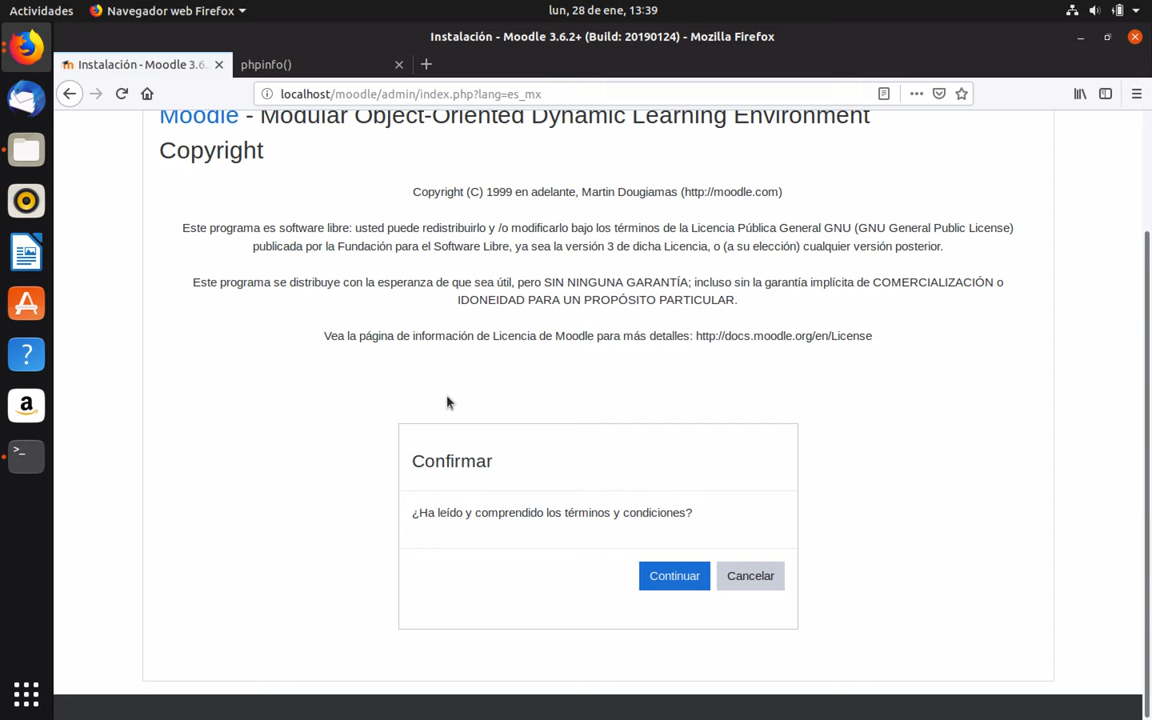 Actividades
Navegador web Firefox
lun, 28 de ene, 13:39
Instalación - Moodle 3.6.2+ (Build: 20190124) - Mozilla Firefox
Instalación - Moodle 3.6.
phpinfo()
localhost/moodle/admin/index.php?lang=es_mx
Moodle - Modular Object-Oriented Dynamic Learning Environment
Copyright
Copyright (C) 1999 en adelante, Martin Dougiamas (http://moodle.com)
Este programa es software libre: usted puede redistribuirlo y /o modificarlo bajo los términos de la Licencia Pública General GNU (GNU General Public License)
publicada por la Fundación para el Software Libre, ya sea la versión 3 de dicha Licencia, o (a su elección) cualquier versión posterior.
Este programa se distribuye con la esperanza de que sea útil, pero SIN NINGUNA GARANTÍA; incluso sin la garantía implícita de COMERCIALIZACIÓN o
IDONEIDAD PARA UN PROPÓSITO PARTICULAR.
Vea la página de información de Licencia de Moodle para más detalles: http://docs.moodle.org/en/License
Confirmar
¿Ha leído y comprendido los términos y condiciones?
Continuar
Cancelar